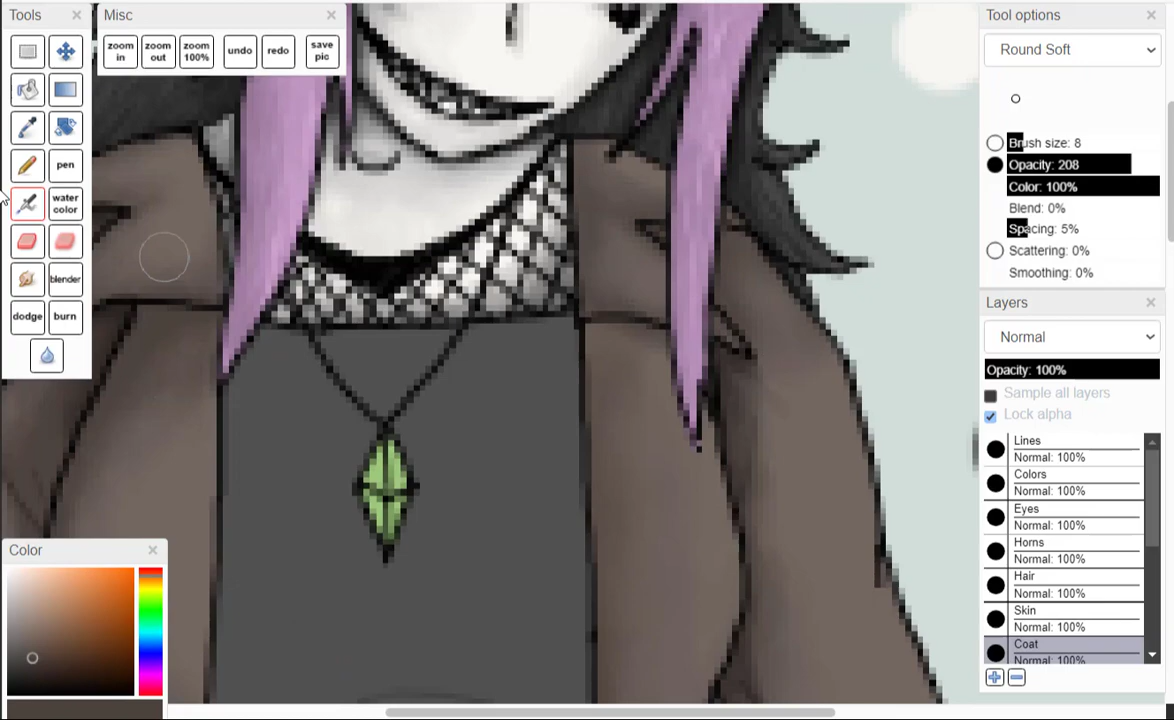 Tools
Misc
zoom in
zoom out
zoom 100%
undo
redo
save pic
pen
water color
blender
dodge
burn
Color
Tool options
Round Soft
Brush size: 8
Opacity: 208
Color: 100%
Blend: 0%
Spacing: 5%
Scattering: 0%
Smoothing: 0%
Layers
Normal
Opacity: 100%
Sample all layers
Lock alpha
Lines
Normal: 100%
Colors
Normal: 100%
Eyes
Normal: 100%
Horns
Normal: 100%
Hair
Normal: 100%
Skin
Normal: 100%
Coat
Normal: 100%